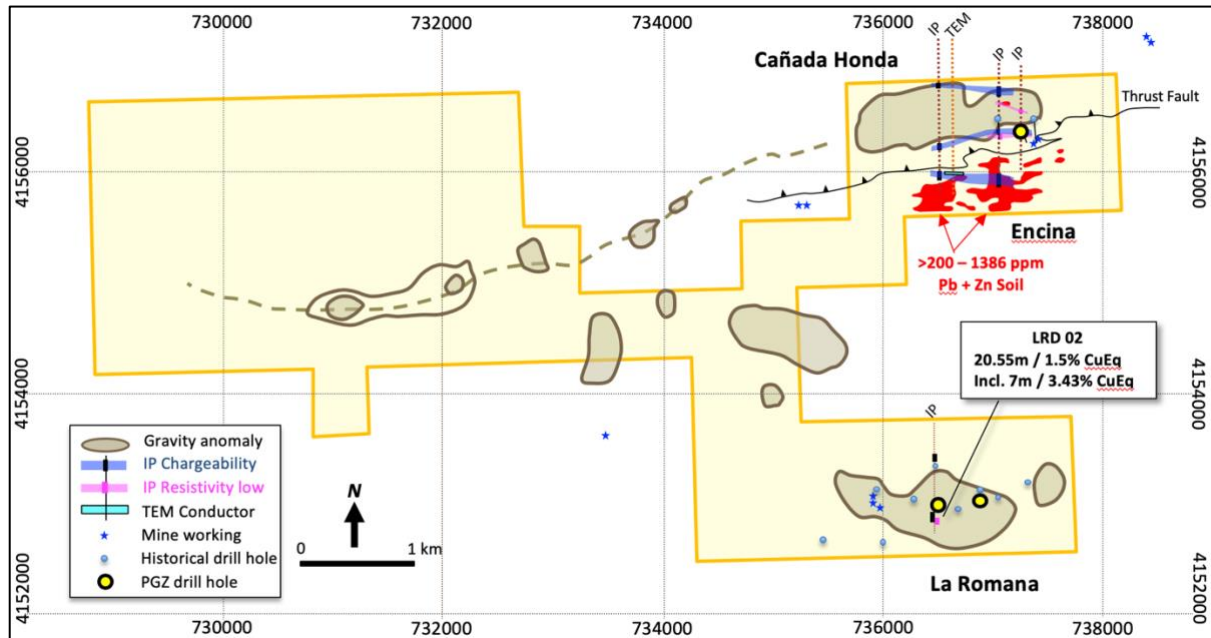 730000
732000
734000
736000
738000
IP
TEM
IP
IP
Cañada Honda
Thrust Fault
4156000
4156000
Encina
>200 – 1386 ppm
Pb + Zn Soil
LRD 02
20.55m / 1.5% CuEq
Incl. 7m / 3.43% CuEq
4154000
4154000
IP
Gravity anomaly
IP Chargeability
IP Resistivity low
TEM Conductor
Mine working
Historical drill hole
PGZ drill hole
N
0 1 km
La Romana
4152000
4152000
730000
732000
734000
736000
738000